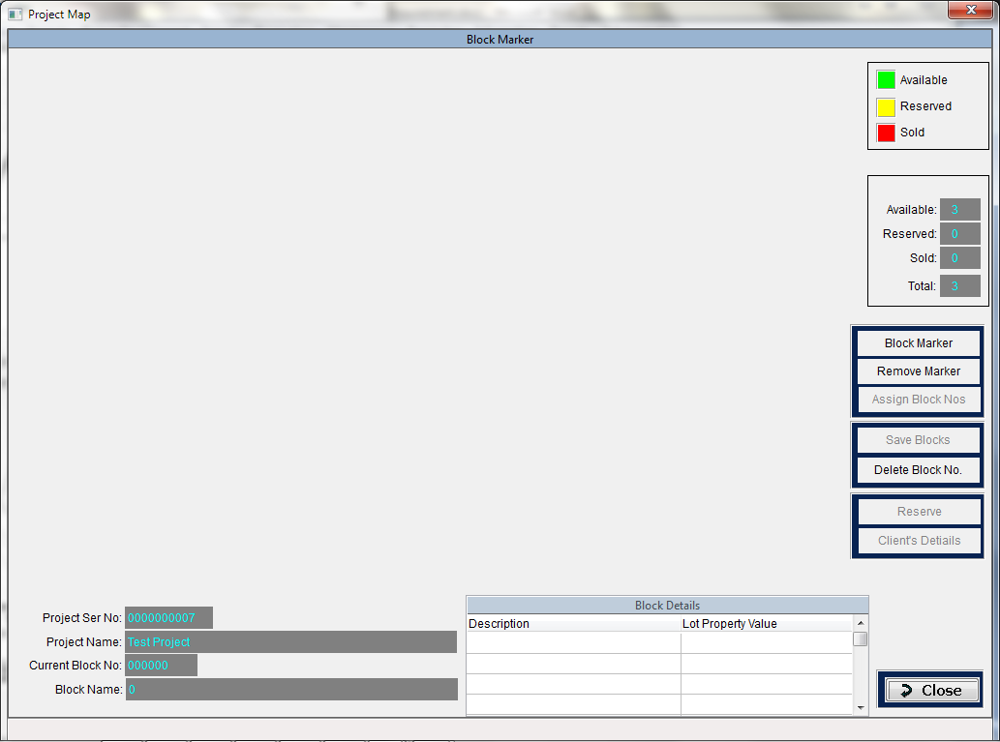 Project Map
Block Marker
Available
Reserved
Sold
Available: 3
Reserved: 0
Sold: 0
Total: 3
Block Marker
Remove Marker
Assign Block Nos
Save Blocks
Delete Block No.
Reserve
Client's Detiails
Project Ser No: 0000000007
Project Name: Test Project
Current Block No: 000000
Block Name: 0
Block Details
Description Lot Property Value
Close